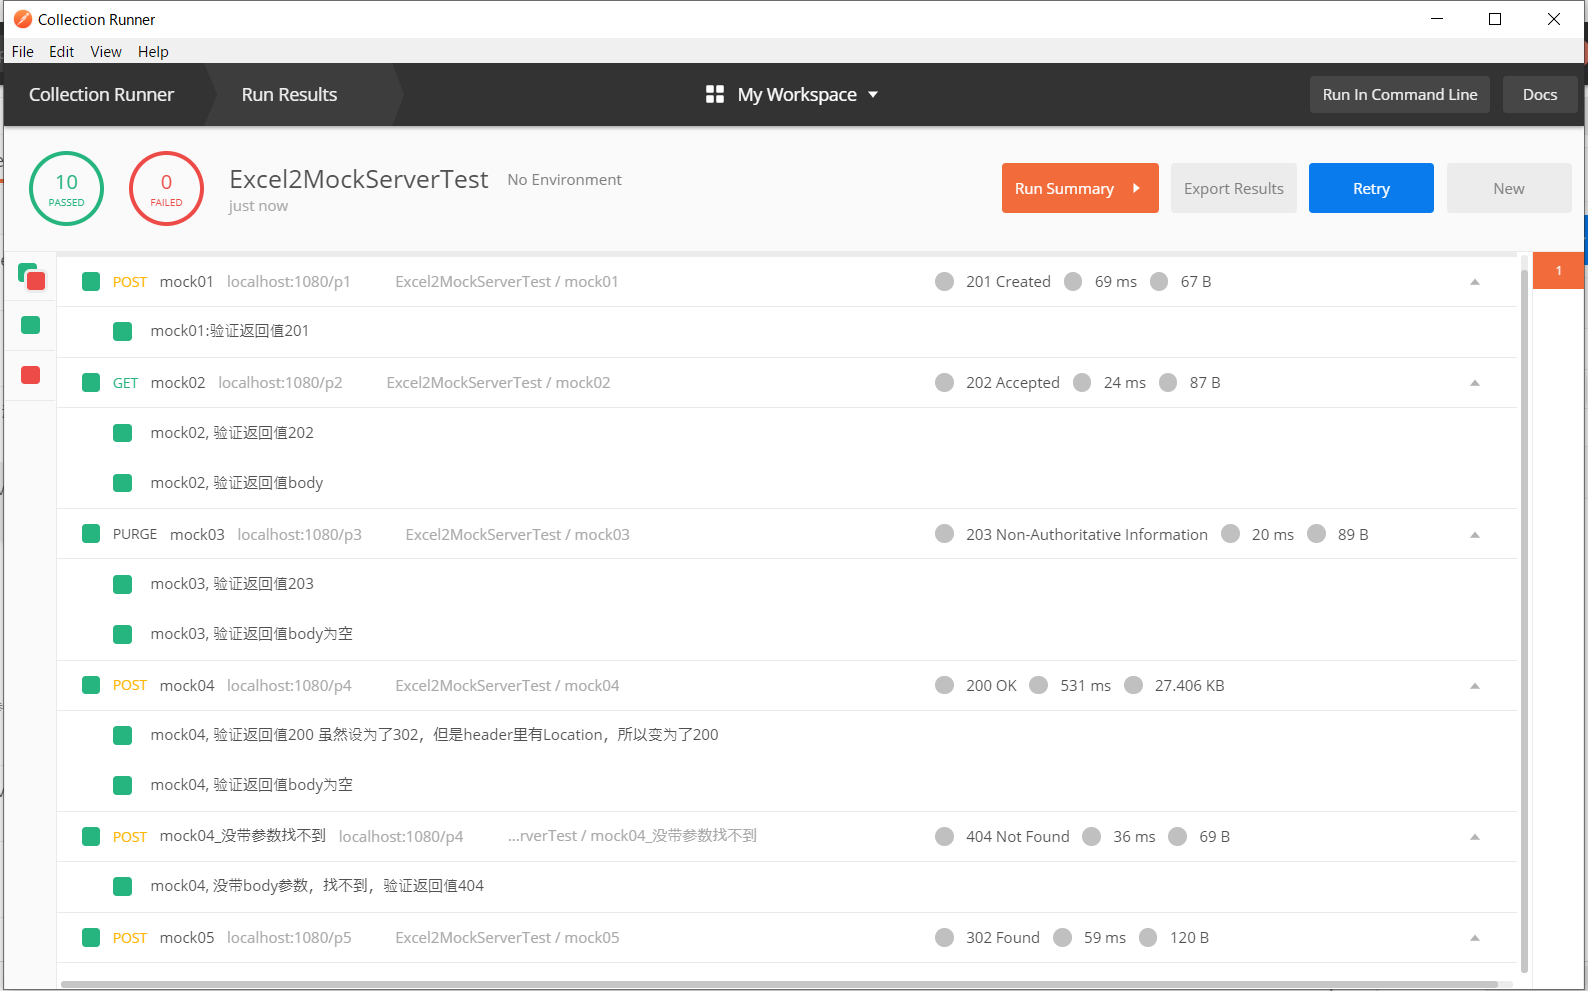 Collection Runner
File Edit View Help
Collection Runner Run Results My Workspace Run In Command Line Docs
10 PASSED
0 FAILED
Excel2MockServerTest No Environment
just now
Run Summary Export Results Retry New
POST mock01 localhost:1080/p1 Excel2MockServerTest / mock01 201 Created 69 ms 67 B
1
mock01:验证返回值201
GET mock02 localhost:1080/p2 Excel2MockServerTest / mock02 202 Accepted 24 ms 87 B
mock02, 验证返回值202
mock02, 验证返回值body
PURGE mock03 localhost:1080/p3 Excel2MockServerTest / mock03 203 Non-Authoritative Information 20 ms 89 B
mock03, 验证返回值203
mock03, 验证返回值body为空
POST mock04 localhost:1080/p4 Excel2MockServerTest / mock04 200 OK 531 ms 27.406 KB
mock04, 验证返回值200 虽然设为了302，但是header里有Location，所以变为了200
mock04, 验证返回值body为空
POST mock04_没带参数找不到 localhost:1080/p4 ...rverTest / mock04_没带参数找不到 404 Not Found 36 ms 69 B
mock04, 没带body参数，找不到，验证返回值404
POST mock05 localhost:1080/p5 Excel2MockServerTest / mock05 302 Found 59 ms 120 B